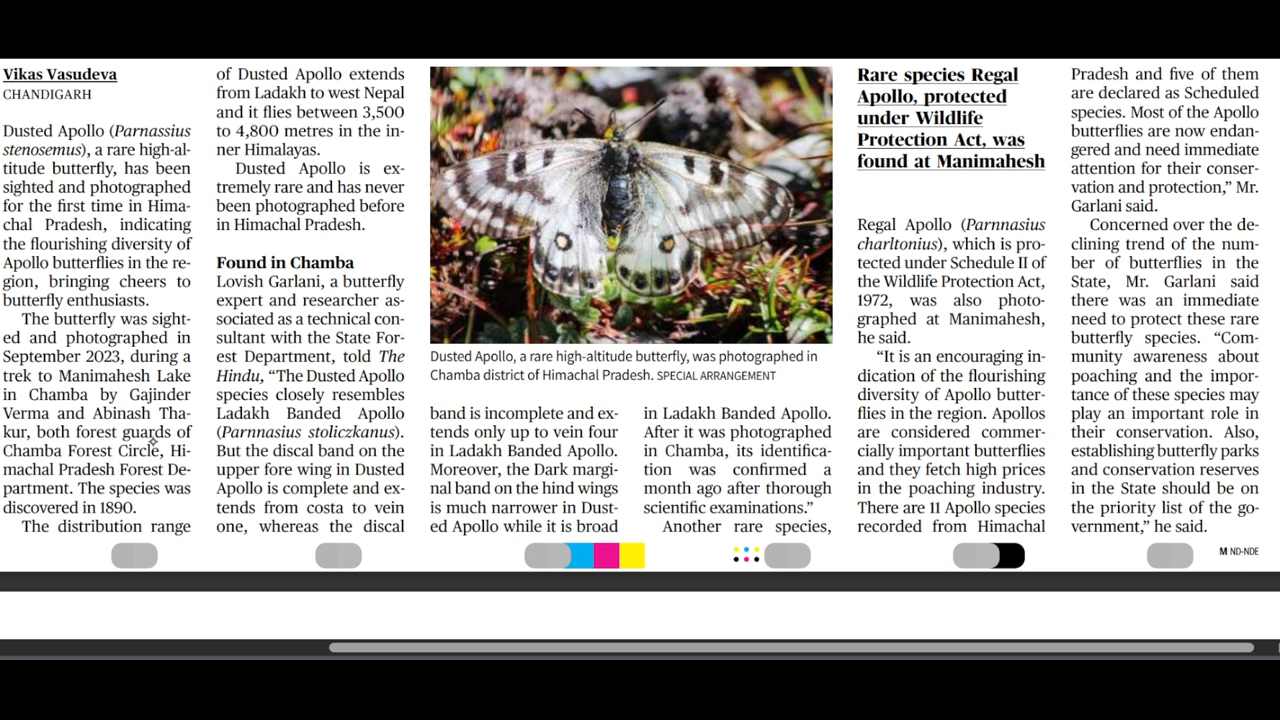 Vikas Vasudeva
CHANDIGARH
Dusted Apollo (Parnassius
stenosemus), a rare high-al-
titude butterfly, has been
sighted and photographed
for the first time in Hima-
chal Pradesh, indicating
the flourishing diversity of
Apollo butterflies in the re-
gion, bringing cheers to
butterfly enthusiasts.
The butterfly was sight-
ed and photographed in
September 2023, during a
trek to Manimahesh Lake
in Chamba by Gajinder
Verma and Abinash Tha-
kur, both forest guards of
Chamba Forest Circle, Hi-
machal Pradesh Forest De-
partment. The species was
discovered in 1890.
The distribution range
of Dusted Apollo extends
from Ladakh to west Nepal
and it flies between 3,500
to 4,800 metres in the in-
ner Himalayas.
Dusted Apollo is ex-
tremely rare and has never
been photographed before
in Himachal Pradesh.
Found in Chamba
Lovish Garlani, a butterfly
expert and researcher as-
sociated as a technical con-
sultant with the State For-
est Department, told The
Hindu, “The Dusted Apollo
species closely resembles
Ladakh Banded Apollo
(Parnnasius stoliczkanus).
But the discal band on the
upper fore wing in Dusted
Apollo is complete and ex-
tends from costa to vein
one, whereas the discal
Dusted Apollo, a rare high-altitude butterfly, was photographed in
Chamba district of Himachal Pradesh. SPECIAL ARRANGEMENT
band is incomplete and ex-
tends only up to vein four
in Ladakh Banded Apollo.
Moreover, the Dark margi-
nal band on the hind wings
is much narrower in Dust-
ed Apollo while it is broad
in Ladakh Banded Apollo.
After it was photographed
in Chamba, its identifica-
tion was confirmed a
month ago after thorough
scientific examinations.”
Another rare species,
Rare species Regal
Apollo, protected
under Wildlife
Protection Act, was
found at Manimahesh
Regal Apollo (Parnnasius
charltonius), which is pro-
tected under Schedule II of
the Wildlife Protection Act,
1972, was also photo-
graphed at Manimahesh,
he said.
“It is an encouraging in-
dication of the flourishing
diversity of Apollo butter-
flies in the region. Apollos
are considered commer-
cially important butterflies
and they fetch high prices
in the poaching industry.
There are 11 Apollo species
recorded from Himachal
Pradesh and five of them
are declared as Scheduled
species. Most of the Apollo
butterflies are now endan-
gered and need immediate
attention for their conser-
vation and protection,” Mr.
Garlani said.
Concerned over the de-
clining trend of the num-
ber of butterflies in the
State, Mr. Garlani said
there was an immediate
need to protect these rare
butterfly species. “Com-
munity awareness about
poaching and the impor-
tance of these species may
play an important role in
their conservation. Also,
establishing butterfly parks
and conservation reserves
in the State should be on
the priority list of the go-
vernment,” he said.
M ND-NDE